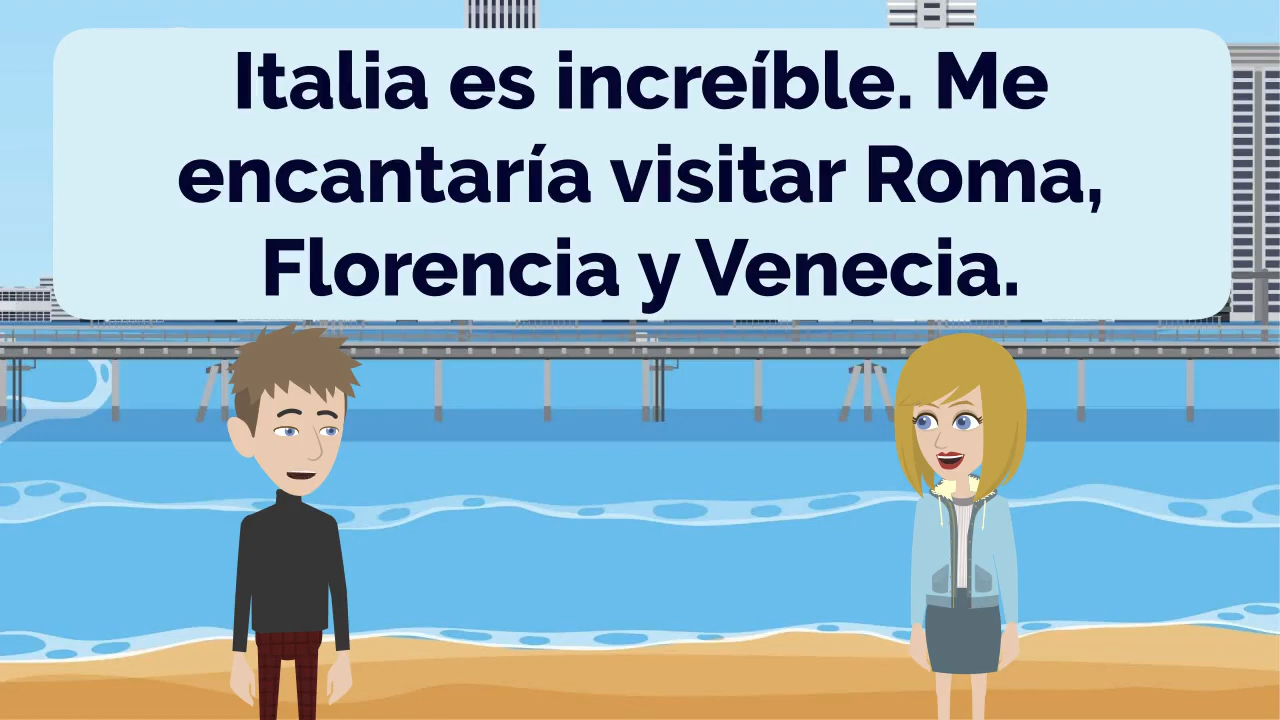 Italia es increíble. Me
encantaría visitar Roma,
Florencia y Venecia.